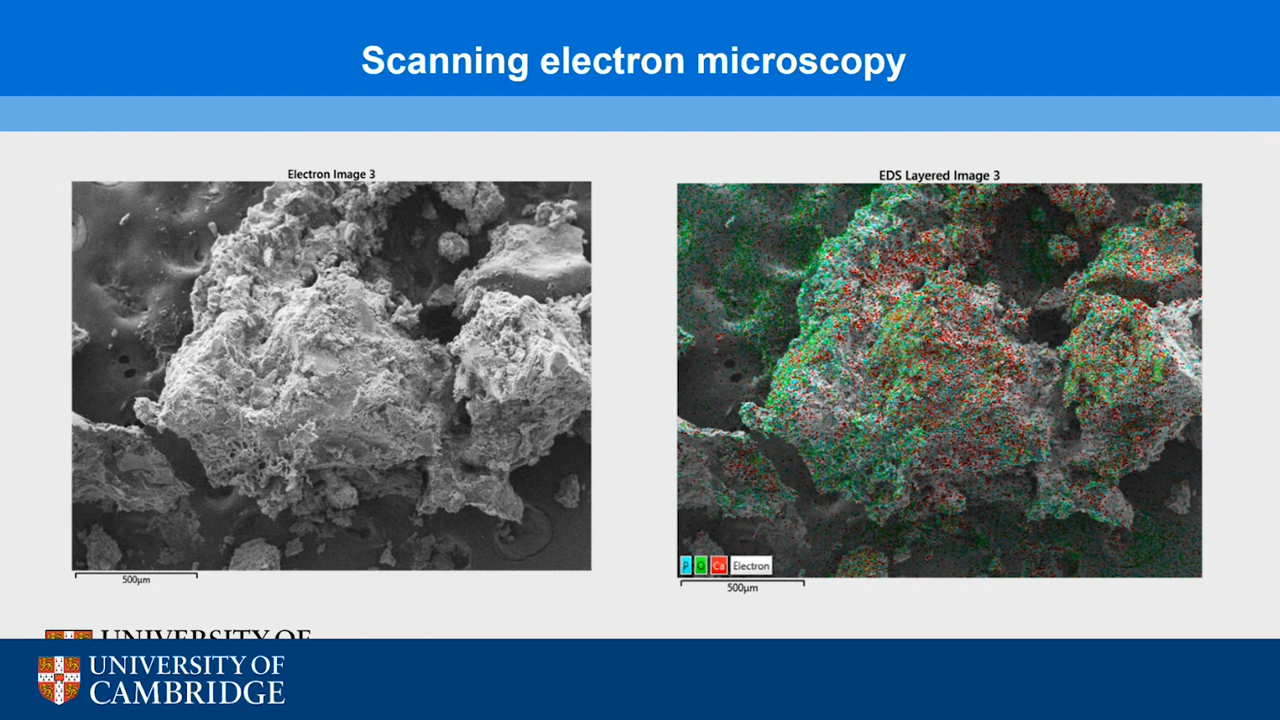 Scanning electron microscopy
Electron Image 3
EDS Layered Image 3
500µm
P O Ca Electron
500µm
UNIVERSITY OF
UNIVERSITY OF
CAMBRIDGE